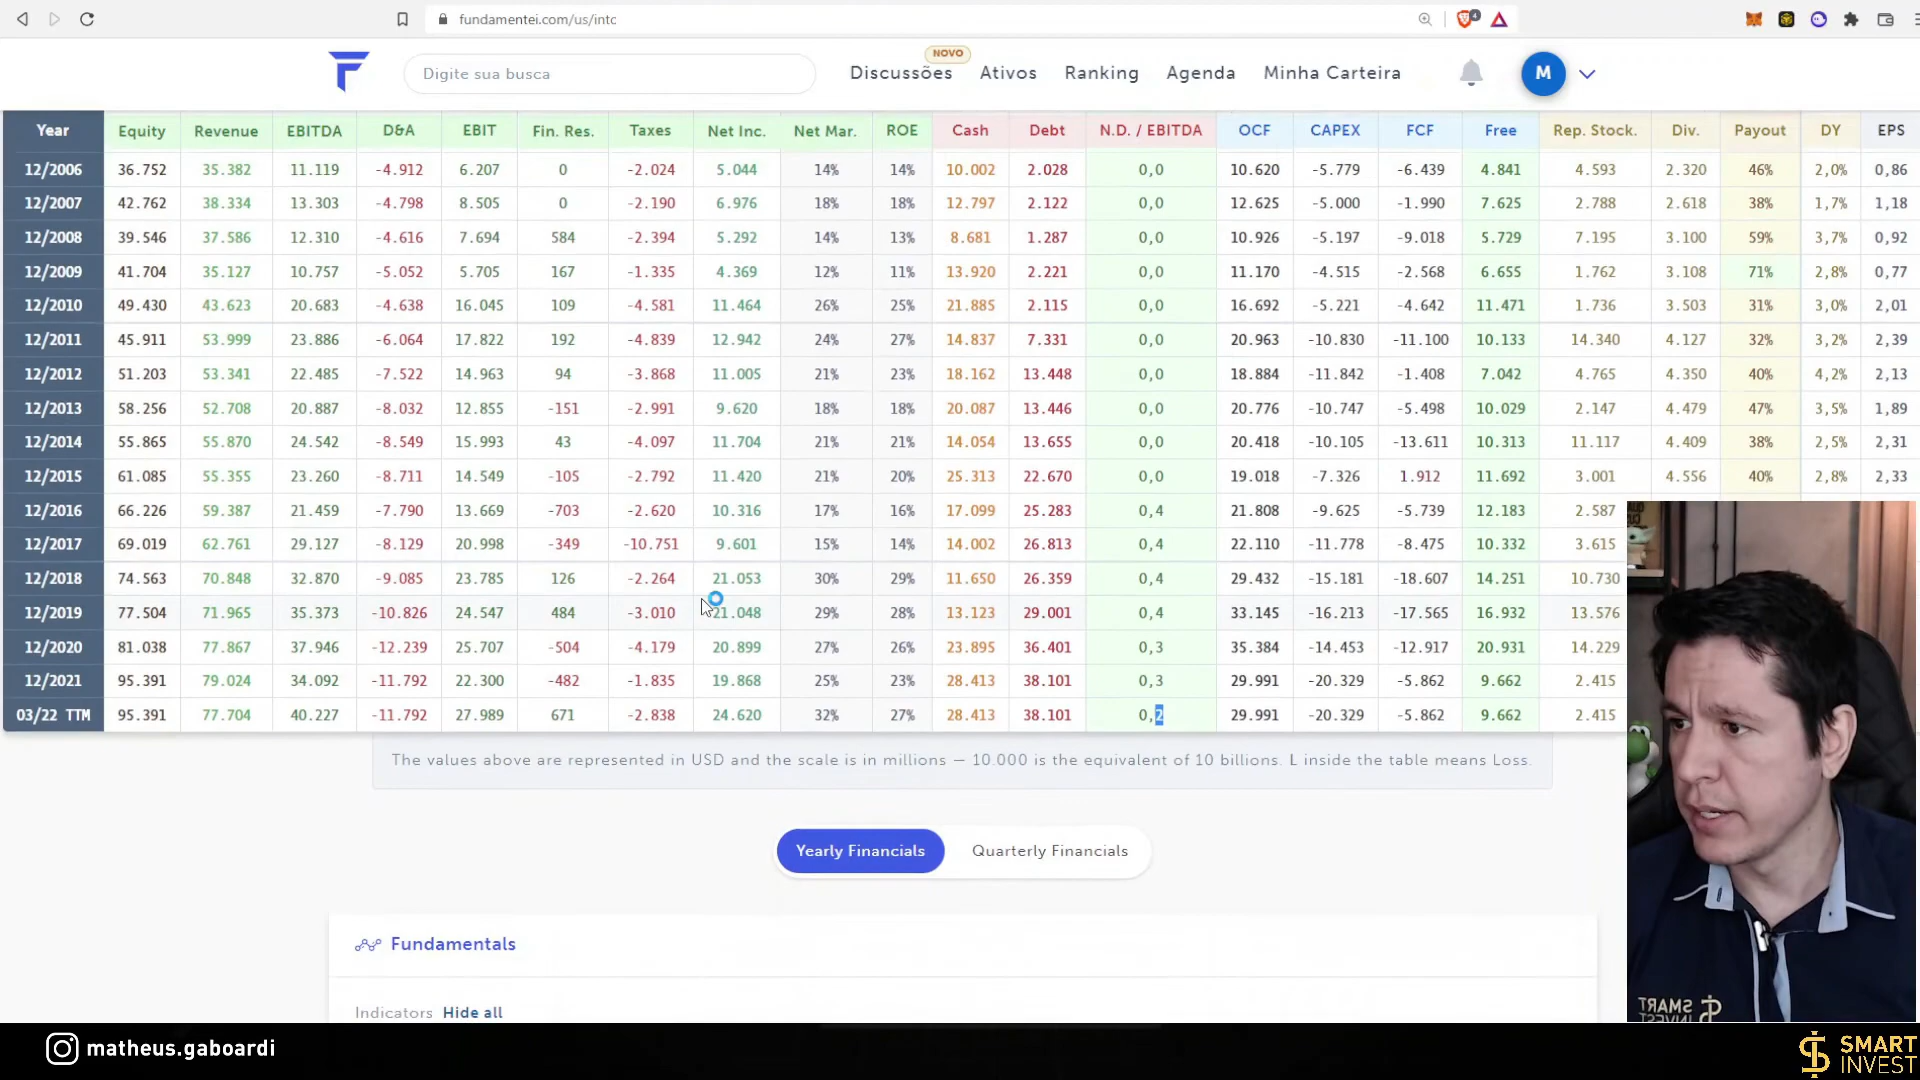 fundamentei.com/us/intc
4
NOVO
Digite sua busca
Discussões Ativos Ranking Agenda Minha Carteira
M
Year Equity Revenue EBITDA D&A EBIT Fin. Res. Taxes Net Inc. Net Mar. ROE Cash Debt N.D. / EBITDA OCF CAPEX FCF Free Rep. Stock. Div. Payout DY EPS
12/2006 36.752 35.382 11.119 -4.912 6.207 0 -2.024 5.044 14% 14% 10.002 2.028 0,0 10.620 -5.779 -6.439 4.841 4.593 2.320 46% 2,0% 0,86
12/2007 42.762 38.334 13.303 -4.798 8.505 0 -2.190 6.976 18% 18% 12.797 2.122 0,0 12.625 -5.000 -1.990 7.625 2.788 2.618 38% 1,7% 1,18
12/2008 39.546 37.586 12.310 -4.616 7.694 584 -2.394 5.292 14% 13% 8.681 1.287 0,0 10.926 -5.197 -9.018 5.729 7.195 3.100 59% 3,7% 0,92
12/2009 41.704 35.127 10.757 -5.052 5.705 167 -1.335 4.369 12% 11% 13.920 2.221 0,0 11.170 -4.515 -2.568 6.655 1.762 3.108 71% 2,8% 0,77
12/2010 49.430 43.623 20.683 -4.638 16.045 109 -4.581 11.464 26% 25% 21.885 2.115 0,0 16.692 -5.221 -4.642 11.471 1.736 3.503 31% 3,0% 2,01
12/2011 45.911 53.999 23.886 -6.064 17.822 192 -4.839 12.942 24% 27% 14.837 7.331 0,0 20.963 -10.830 -11.100 10.133 14.340 4.127 32% 3,2% 2,39
12/2012 51.203 53.341 22.485 -7.522 14.963 94 -3.868 11.005 21% 23% 18.162 13.448 0,0 18.884 -11.842 -1.408 7.042 4.765 4.350 40% 4,2% 2,13
12/2013 58.256 52.708 20.887 -8.032 12.855 -151 -2.991 9.620 18% 18% 20.087 13.446 0,0 20.776 -10.747 -5.498 10.029 2.147 4.479 47% 3,5% 1,89
12/2014 55.865 55.870 24.542 -8.549 15.993 43 -4.097 11.704 21% 21% 14.054 13.655 0,0 20.418 -10.105 -13.611 10.313 11.117 4.409 38% 2,5% 2,31
12/2015 61.085 55.355 23.260 -8.711 14.549 -105 -2.792 11.420 21% 20% 25.313 22.670 0,0 19.018 -7.326 1.912 11.692 3.001 4.556 40% 2,8% 2,33
12/2016 66.226 59.387 21.459 -7.790 13.669 -703 -2.620 10.316 17% 16% 17.099 25.283 0,4 21.808 -9.625 -5.739 12.183 2.587
12/2017 69.019 62.761 29.127 -8.129 20.998 -349 -10.751 9.601 15% 14% 14.002 26.813 0,4 22.110 -11.778 -8.475 10.332 3.615
12/2018 74.563 70.848 32.870 -9.085 23.785 126 -2.264 21.053 30% 29% 11.650 26.359 0,4 29.432 -15.181 -18.607 14.251 10.730
12/2019 77.504 71.965 35.373 -10.826 24.547 484 -3.010 21.048 29% 28% 13.123 29.001 0,4 33.145 -16.213 -17.565 16.932 13.576
12/2020 81.038 77.867 37.946 -12.239 25.707 -504 -4.179 20.899 27% 26% 23.895 36.401 0,3 35.384 -14.453 -12.917 20.931 14.229
12/2021 95.391 79.024 34.092 -11.792 22.300 -482 -1.835 19.868 25% 23% 28.413 38.101 0,3 29.991 -20.329 -5.862 9.662 2.415
03/22 TTM 95.391 77.704 40.227 -11.792 27.989 671 -2.838 24.620 32% 27% 28.413 38.101 0,2 29.991 -20.329 -5.862 9.662 2.415
The values above are represented in USD and the scale is in millions — 10.000 is the equivalent of 10 billions. L inside the table means Loss.
Yearly Financials Quarterly Financials
Fundamentals
Indicators Hide all
SMART
INVEST
matheus.gaboardi
SMART
INVEST